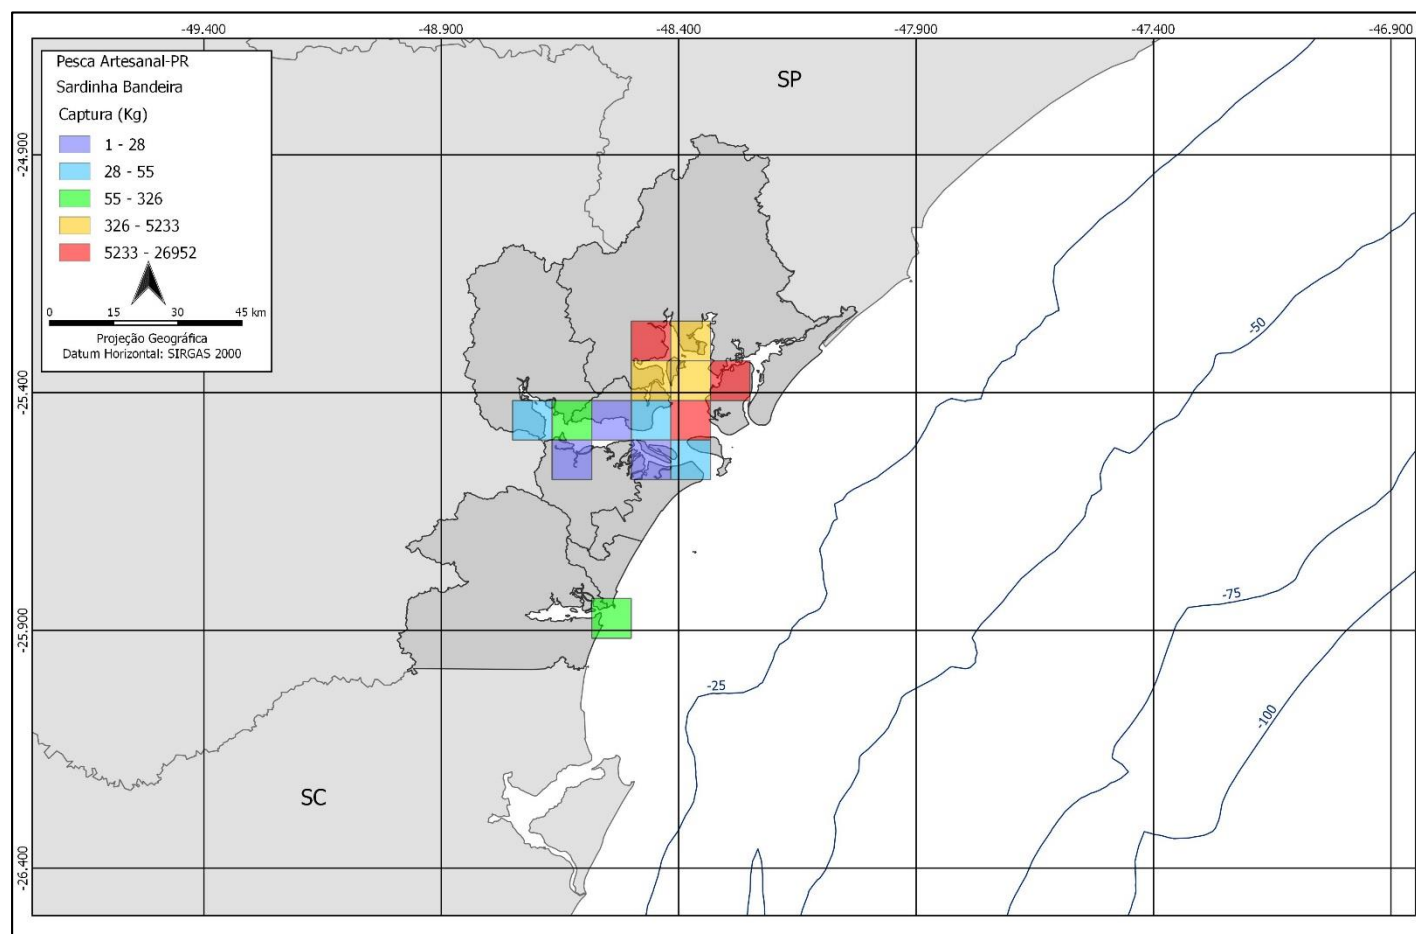 -49.400
-48.900
-48.400
-47.900
-47.400
-46.900
Pesca Artesanal-PR
Sardinha Bandeira
Captura (Kg)
1 - 28
28 - 55
55 - 326
326 - 5233
5233 - 26952
0 15 30 45 km
Projeção Geográfica
Datum Horizontal: SIRGAS 2000
SP
-24.900
-25.400
-25.900
-26.400
-50
-75
-25
-100
SC